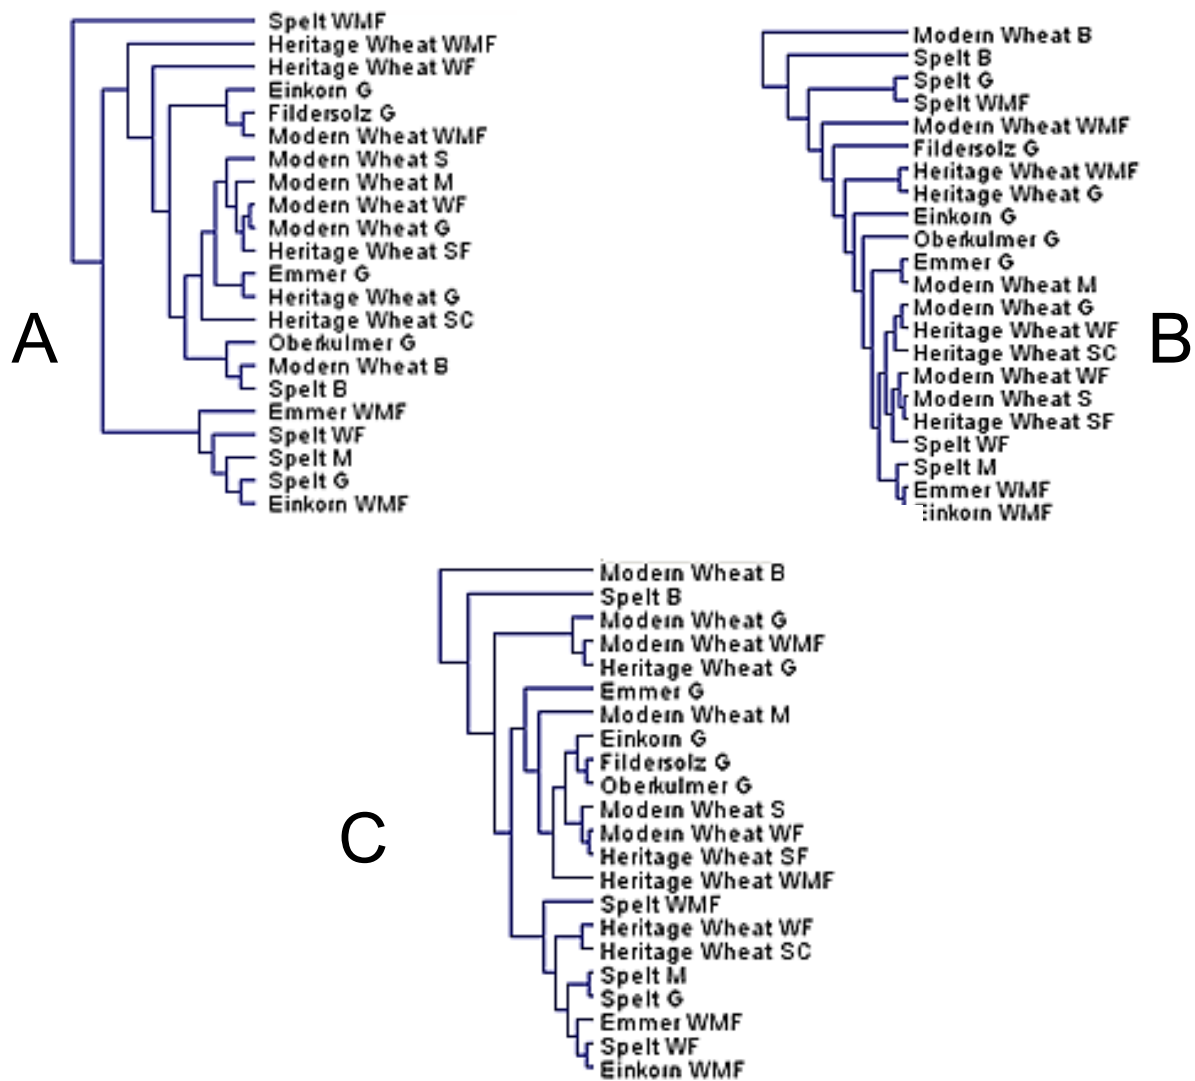 Spelt WMF
Heritage Wheat WMF
Heritage Wheat WF
Einkorn G
Fildersolz G
Modern Wheat WMF
Modern Wheat S
Modern Wheat M
Modern Wheat WF
Modern Wheat G
Heritage Wheat SF
Emmer G
Heritage Wheat G
Heritage Wheat SC
Oberkulmer G
Modern Wheat B
Spelt B
Emmer WMF
Spelt WF
Spelt M
Spelt G
Einkorn WMF
A
Modern Wheat B
Spelt B
Spelt G
Spelt WMF
Modern Wheat WMF
Fildersolz G
Heritage Wheat WMF
Heritage Wheat G
Einkorn G
Oberkulmer G
Emmer G
Modern Wheat M
Modern Wheat G
Heritage Wheat WF
Heritage Wheat SC
Modern Wheat WF
Modern Wheat S
Heritage Wheat SF
Spelt WF
Spelt M
Emmer WMF
Einkorn WMF
B
Modern Wheat B
Spelt B
Modern Wheat G
Modern Wheat WMF
Heritage Wheat G
Emmer G
Modern Wheat M
Einkorn G
Fildersolz G
Oberkulmer G
Modern Wheat S
Modern Wheat WF
Heritage Wheat SF
Heritage Wheat WMF
Spelt WMF
Heritage Wheat WF
Heritage Wheat SC
Spelt M
Spelt G
Emmer WMF
Spelt WF
Einkorn WMF
C